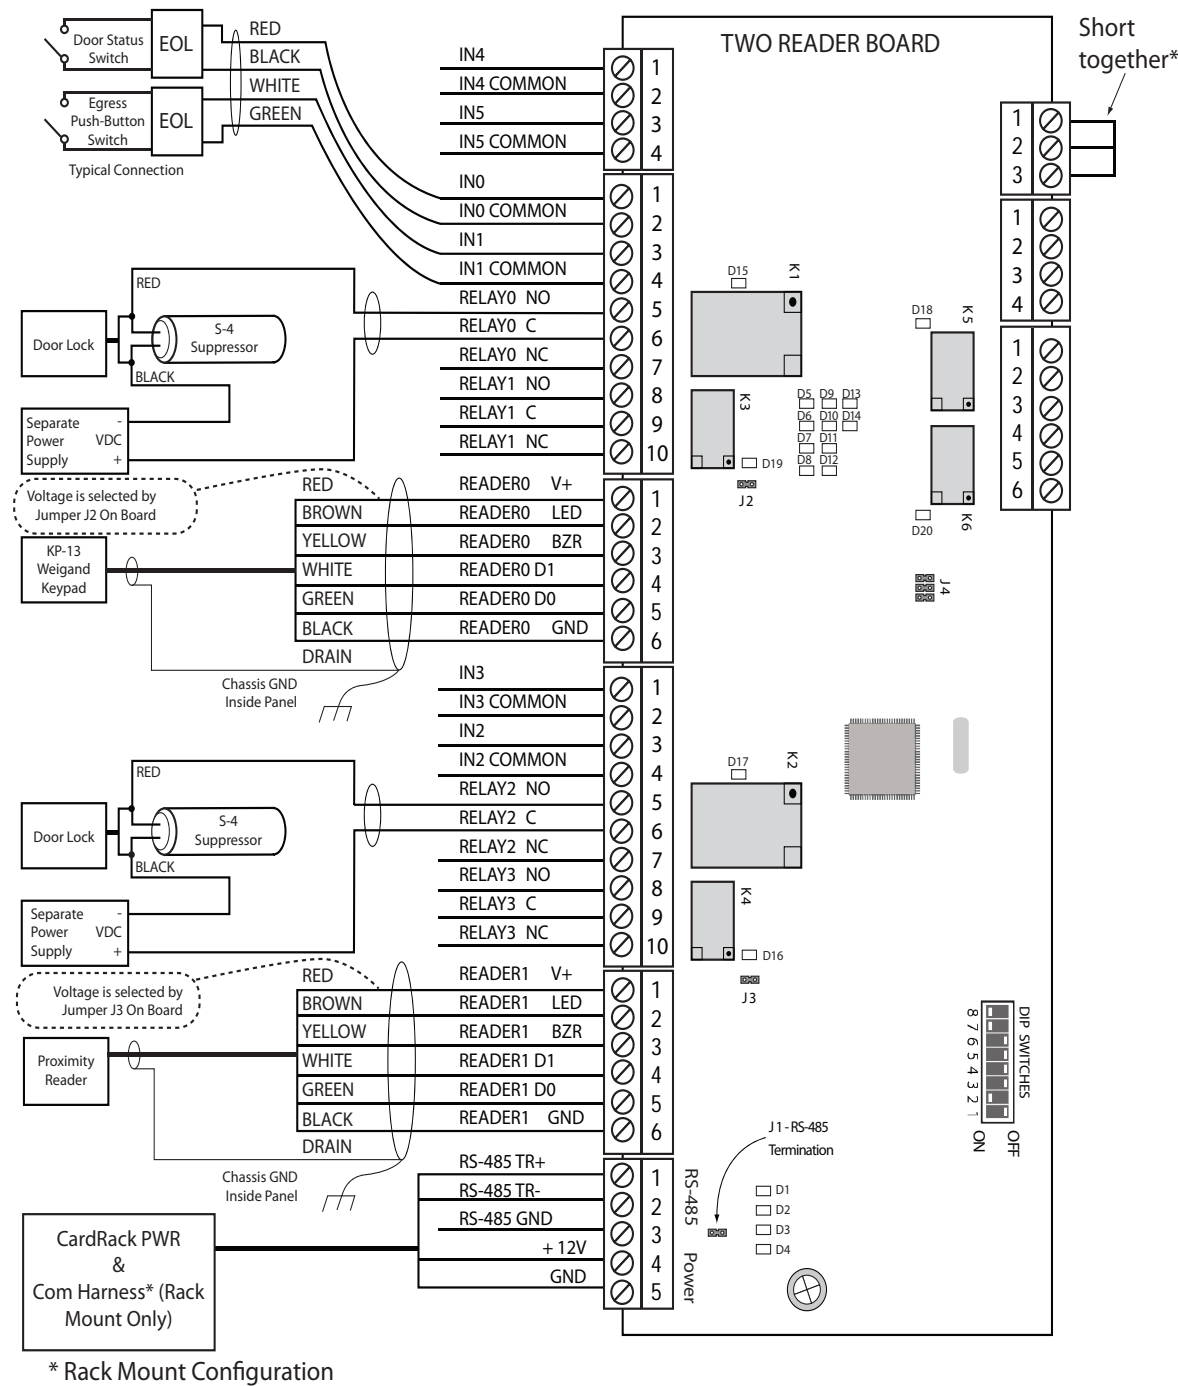 TWO READER BOARD
Short
together*
Door Status
Switch
EOL
RED
BLACK
WHITE
GREEN
Egress
Push-Button
Switch
EOL
Typical Connection
IN4
IN4 COMMON
IN5
IN5 COMMON
1
2
3
4
IN0
IN0 COMMON
IN1
IN1 COMMON
RELAY0 NO
RELAY0 C
RELAY0 NC
RELAY1 NO
RELAY1 C
RELAY1 NC
1
2
3
4
5
6
7
8
9
10
RED
Door Lock
S-4
Suppressor
BLACK
Separate
Power
Supply
-
VDC
+
Voltage is selected by
Jumper J2 On Board
KP-13
Weigand
Keypad
RED
BROWN
YELLOW
WHITE
GREEN
BLACK
DRAIN
READER0 V+
READER0 LED
READER0 BZR
READER0 D1
READER0 D0
READER0 GND
1
2
3
4
5
6
Chassis GND
Inside Panel
IN3
IN3 COMMON
IN2
IN2 COMMON
RELAY2 NO
RELAY2 C
RELAY2 NC
RELAY3 NO
RELAY3 C
RELAY3 NC
1
2
3
4
5
6
7
8
9
10
RED
Door Lock
S-4
Suppressor
BLACK
Separate
Power
Supply
-
VDC
+
Voltage is selected by
Jumper J3 On Board
Proximity
Reader
RED
BROWN
YELLOW
WHITE
GREEN
BLACK
DRAIN
READER1 V+
READER1 LED
READER1 BZR
READER1 D1
READER1 D0
READER1 GND
1
2
3
4
5
6
Chassis GND
Inside Panel
RS-485 TR+
RS-485 TR-
RS-485 GND
+ 12V
GND
1
2
3
4
5
RS-485
Power
CardRack PWR
&
Com Harness* (Rack
Mount Only)
* Rack Mount Configuration
1
2
3
1
2
3
4
1
2
3
4
5
6
D15
K1
D18
K5
K3
D5 D9 D13
D6 D10 D14
D7 D11
D8 D12
D19
J2
D20
K6
J4
D17
K2
K4
D16
J3
DIP SWITCHES
8 7 6 5 4 3 2 1
ON
OFF
J1 - RS-485
Termination
D1
D2
D3
D4